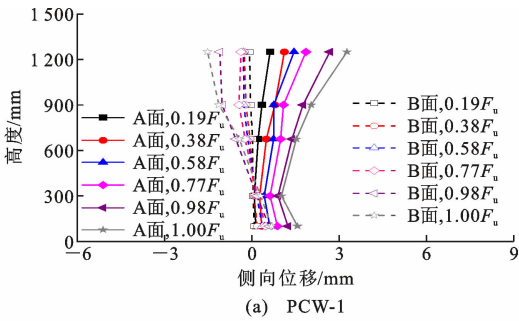 1 500
1 200
900
600
300
100
高度/mm
A面,0.19Fu
A面,0.38Fu
A面,0.58Fu
A面,0.77Fu
A面,0.98Fu
A面,1.00Fu
B面,0.19Fu
B面,0.38Fu
B面,0.58Fu
B面,0.77Fu
B面,0.98Fu
B面,1.00Fu
−6 −3 0 3 6 9
侧向位移/mm
(a) PCW-1